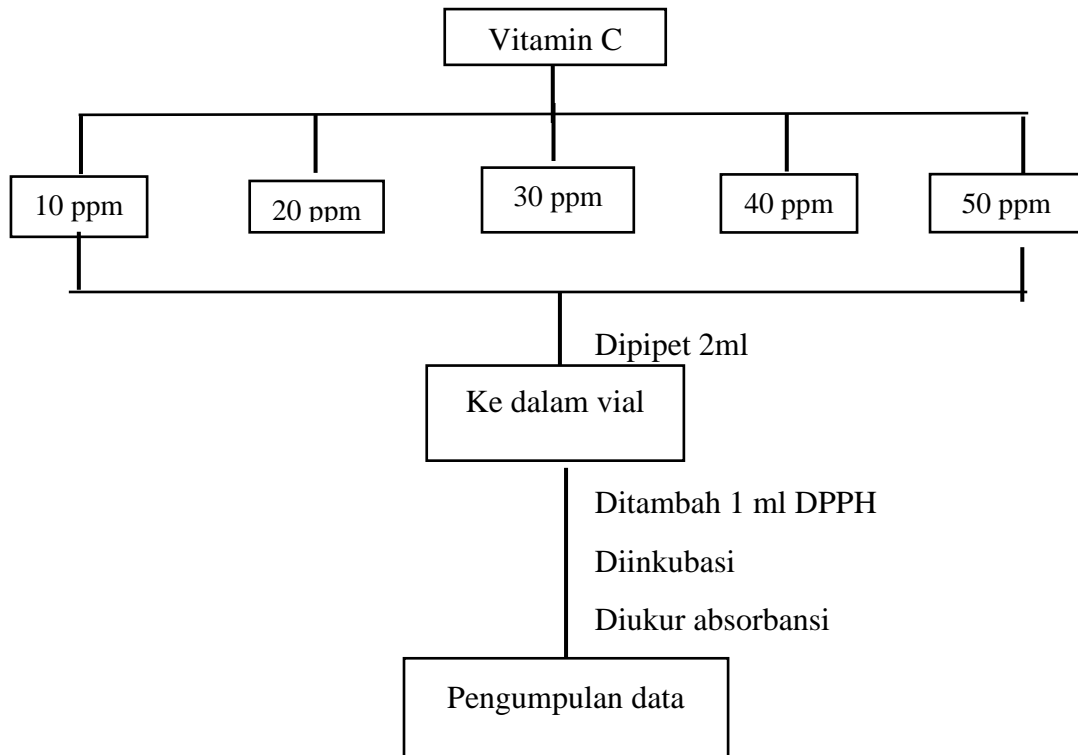 Vitamin C
10 ppm
20 ppm
30 ppm
40 ppm
50 ppm
Dipipet 2ml
Ke dalam vial
Ditambah 1 ml DPPH
Diinkubasi
Diukur absorbansi
Pengumpulan data